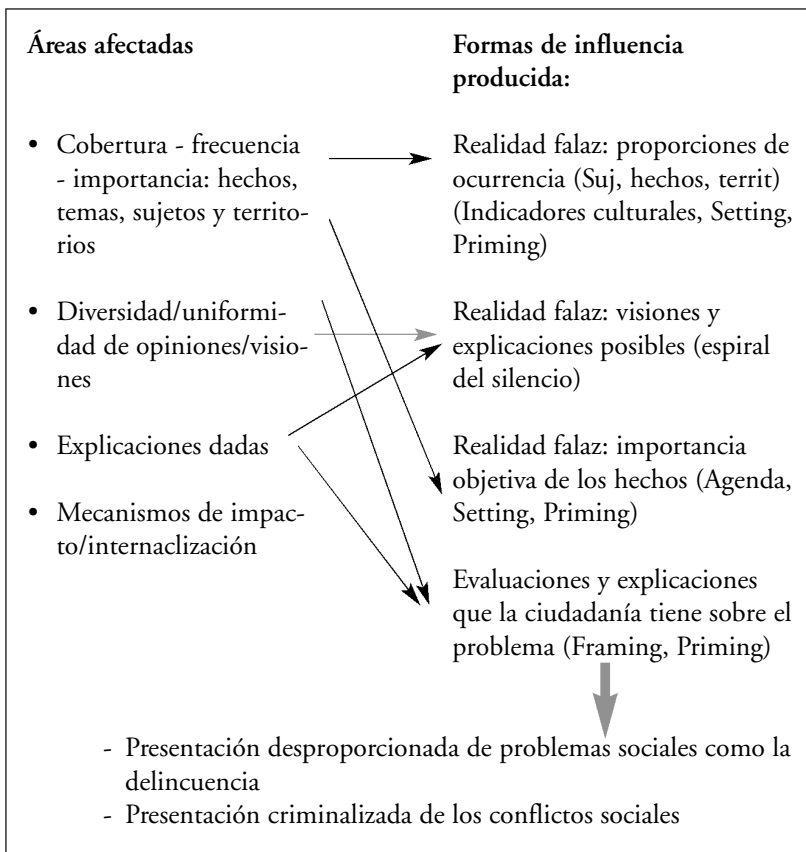 Áreas afectadas
• Cobertura - frecuencia
- importancia: hechos,
temas, sujetos y territo-
rios
• Diversidad/uniformi-
dad de opiniones/visio-
nes
• Explicaciones dadas
• Mecanismos de impac-
to/internaclización
Formas de influencia
producida:
Realidad falaz: proporciones de
ocurrencia (Suj, hechos, territ)
(Indicadores culturales, Setting,
Priming)
Realidad falaz: visiones y
explicaciones posibles (espiral
del silencio)
Realidad falaz: importancia
objetiva de los hechos (Agenda,
Setting, Priming)
Evaluaciones y explicaciones
que la ciudadanía tiene sobre el
problema (Framing, Priming)
- Presentación desproporcionada de problemas sociales como la
delincuencia
- Presentación criminalizada de los conflictos sociales